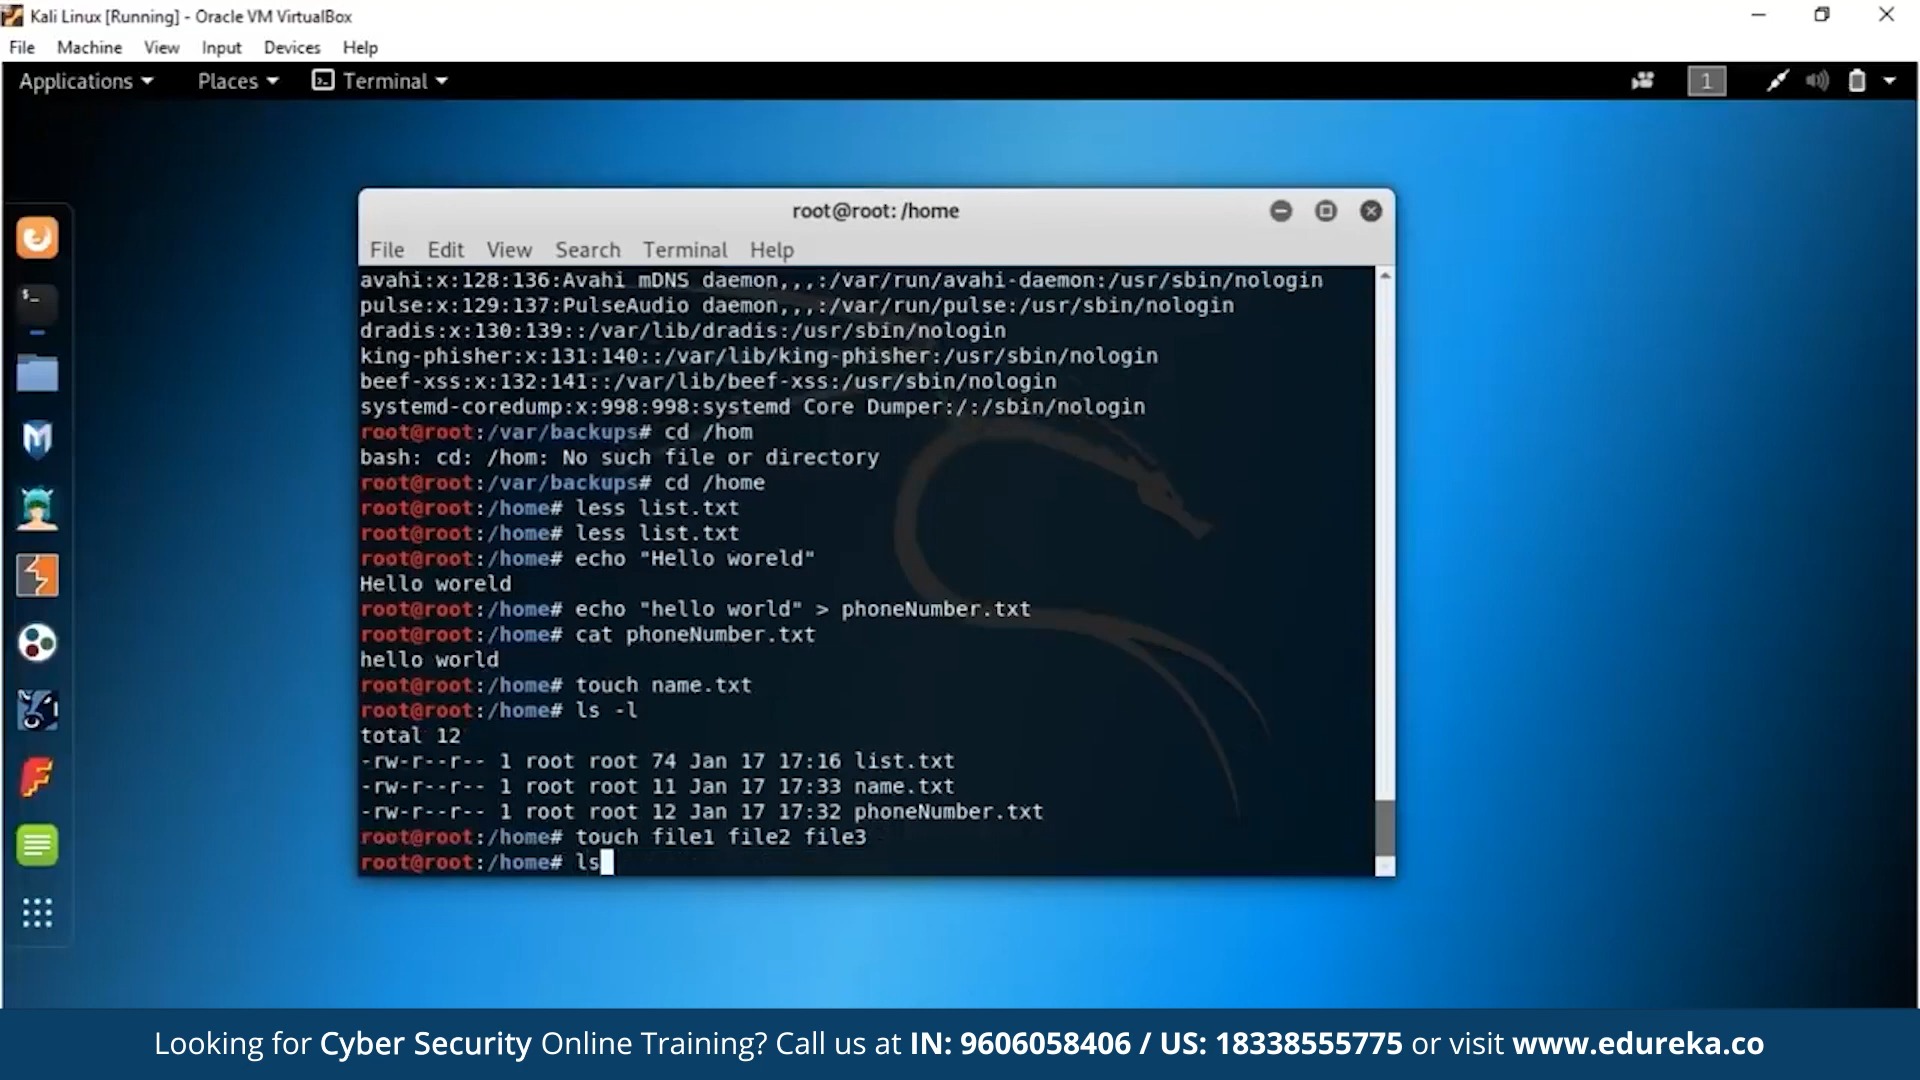 Kali Linux [Running] - Oracle VM VirtualBox
File Machine View Input Devices Help
Applications Places Terminal 1
root@root: /home
File Edit View Search Terminal Help
avahi:x:128:136:Avahi mDNS daemon,,,:/var/run/avahi-daemon:/usr/sbin/nologin
pulse:x:129:137:PulseAudio daemon,,,:/var/run/pulse:/usr/sbin/nologin
dradis:x:130:139::/var/lib/dradis:/usr/sbin/nologin
king-phisher:x:131:140::/var/lib/king-phisher:/usr/sbin/nologin
beef-xss:x:132:141::/var/lib/beef-xss:/usr/sbin/nologin
systemd-coredump:x:998:998:systemd Core Dumper:/:/sbin/nologin
root@root:/var/backups# cd /hom
bash: cd: /hom: No such file or directory
root@root:/var/backups# cd /home
root@root:/home# less list.txt
root@root:/home# less list.txt
root@root:/home# echo "Hello woreld"
Hello woreld
root@root:/home# echo "hello world" > phoneNumber.txt
root@root:/home# cat phoneNumber.txt
hello world
root@root:/home# touch name.txt
root@root:/home# ls -l
total 12
-rw-r--r-- 1 root root 74 Jan 17 17:16 list.txt
-rw-r--r-- 1 root root 11 Jan 17 17:33 name.txt
-rw-r--r-- 1 root root 12 Jan 17 17:32 phoneNumber.txt
root@root:/home# touch file1 file2 file3
root@root:/home# ls
Looking for Cyber Security Online Training? Call us at IN: 9606058406 / US: 18338555775 or visit www.edureka.co